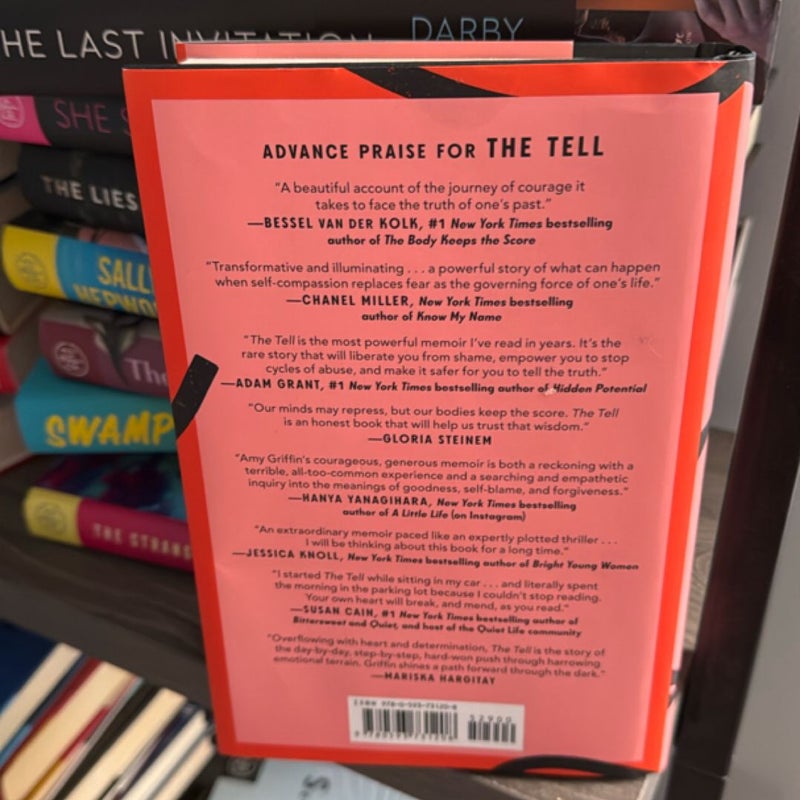 HE LAST INVITATION
DARBY
SHE S
THE LIES
SALL
HEPWO
The
SWAMP
THE STRANG
ADVANCE PRAISE FOR THE TELL
"A beautiful account of the journey of courage it
takes to face the truth of one's past."
—BESSEL VAN DER KOLK, #1 New York Times bestselling
author of The Body Keeps the Score
"Transformative and illuminating . . . a powerful story of what can happen
when self-compassion replaces fear as the governing force of one's life."
—CHANEL MILLER, New York Times bestselling
author of Know My Name
"The Tell is the most powerful memoir I've read in years. It's the
rare story that will liberate you from shame, empower you to stop
cycles of abuse, and make it safer for you to tell the truth."
—ADAM GRANT, #1 New York Times bestselling author of Hidden Potential
"Our minds may repress, but our bodies keep the score. The Tell
is an honest book that will help us trust that wisdom."
—GLORIA STEINEM
"Amy Griffin's courageous, generous memoir is both a reckoning with a
terrible, all-too-common experience and a searching and empathetic
inquiry into the meanings of goodness, self-blame, and forgiveness."
—HANYA YANAGIHARA, New York Times bestselling
author of A Little Life (on Instagram)
"An extraordinary memoir paced like an expertly plotted thriller . . .
I will be thinking about this book for a long time."
—JESSICA KNOLL, New York Times bestselling author of Bright Young Women
"I started The Tell while sitting in my car . . . and literally spent
the morning in the parking lot because I couldn't stop reading.
Your own heart will break, and mend, as you read."
—SUSAN CAIN, #1 New York Times bestselling author of
Bittersweet and Quiet, and host of the Quiet Life community
"Overflowing with heart and determination, The Tell is the story of
the day-by-day, step-by-step, hard-won push through harrowing
emotional terrain. Griffin shines a path forward through the dark."
—MARISKA HARGITAY
52900